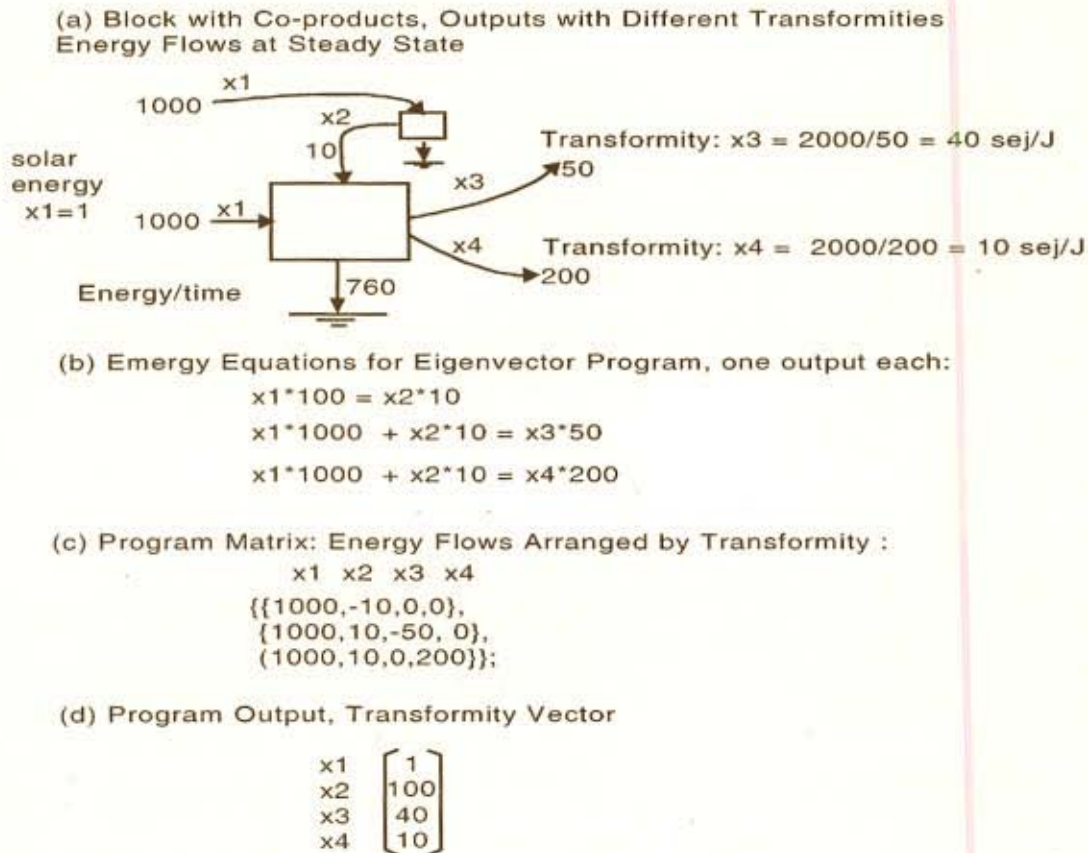 (a) Block with Co-products, Outputs with Different Transformities
Energy Flows at Steady State
x1
1000
x2
10
solar
energy
x1=1
1000
x1
x3
Transformity: x3 = 2000/50 = 40 sej/J
50
x4
Transformity: x4 = 2000/200 = 10 sej/J
200
760
Energy/time
(b) Emergy Equations for Eigenvector Program, one output each:
x1*100 = x2*10
x1*1000 + x2*10 = x3*50
x1*1000 + x2*10 = x4*200
(c) Program Matrix: Energy Flows Arranged by Transformity :
x1 x2 x3 x4
{{1000,-10,0,0},
{1000,10,-50, 0},
(1000,10,0,200}};
(d) Program Output, Transformity Vector
x1 1
x2 100
x3 40
x4 10